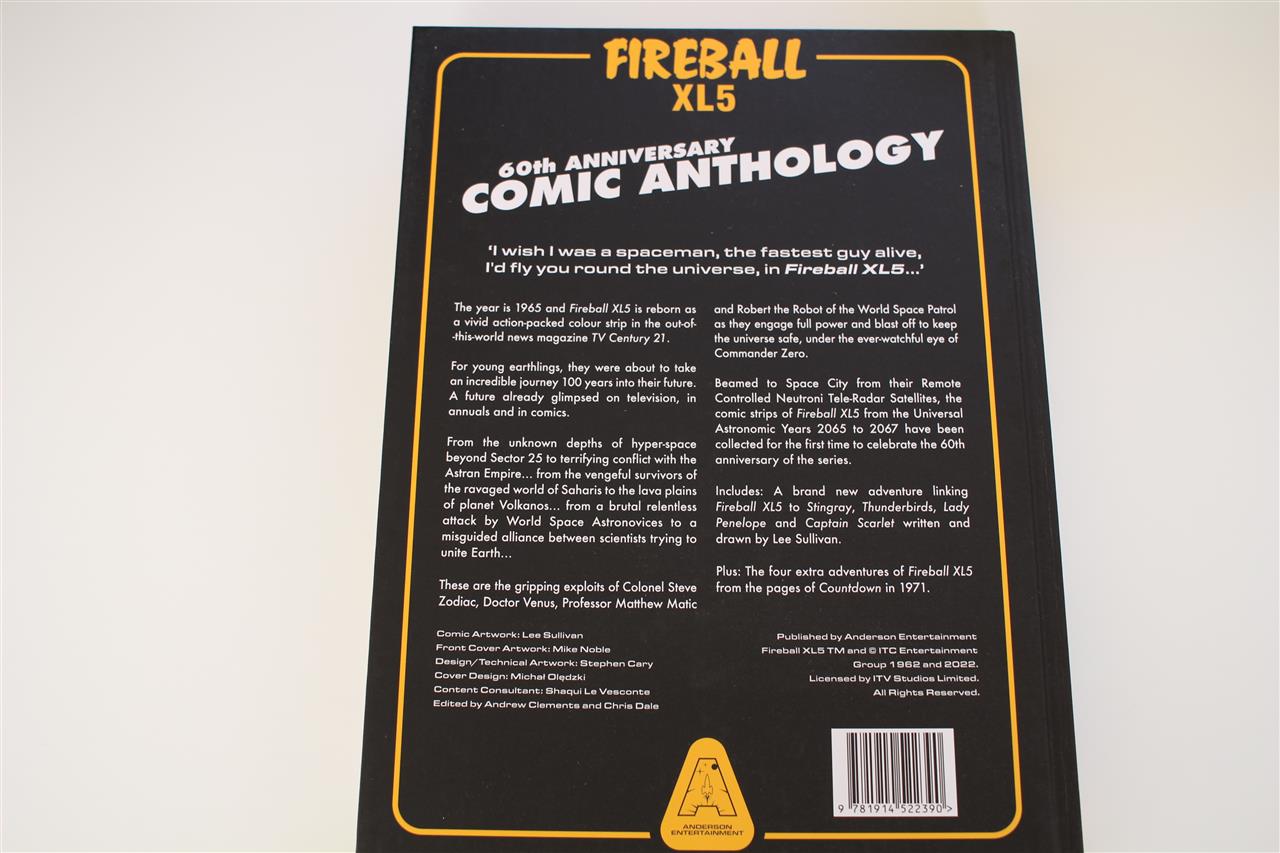 FIREBALL
XL5
60th ANNIVERSARY
COMIC ANTHOLOGY
‘I wish I was a spaceman, the fastest guy alive,
I'd fly you round the universe, in Fireball XL5...’
The year is 1965 and Fireball XL5 is reborn as
a vivid action-packed colour strip in the out-of-
-this-world news magazine TV Century 21.
For young earthlings, they were about to take
an incredible journey 100 years into their future.
A future already glimpsed on television, in
annuals and in comics.
From the unknown depths of hyper-space
beyond Sector 25 to terrifying conflict with the
Astran Empire... from the vengeful survivors of
the ravaged world of Saharis to the lava plains
of planet Volkanos... from a brutal relentless
attack by World Space Astronovices to a
misguided alliance between scientists trying to
unite Earth...
These are the gripping exploits of Colonel Steve
Zodiac, Doctor Venus, Professor Matthew Matic
and Robert the Robot of the World Space Patrol
as they engage full power and blast off to keep
the universe safe, under the ever-watchful eye of
Commander Zero.
Beamed to Space City from their Remote
Controlled Neutroni Tele-Radar Satellites, the
comic strips of Fireball XL5 from the Universal
Astronomic Years 2065 to 2067 have been
collected for the first time to celebrate the 60th
anniversary of the series.
Includes: A brand new adventure linking
Fireball XL5 to Stingray, Thunderbirds, Lady
Penelope and Captain Scarlet written and
drawn by Lee Sullivan.
Plus: The four extra adventures of Fireball XL5
from the pages of Countdown in 1971.
Comic Artwork: Lee Sullivan
Front Cover Artwork: Mike Noble
Design/Technical Artwork: Stephen Cary
Cover Design: Michał Olędzki
Content Consultant: Shaqui Le Vesconte
Edited by Andrew Clements and Chris Dale
Published by Anderson Entertainment
Fireball XL5 TM and © ITC Entertainment
Group 1962 and 2022.
Licensed by ITV Studios Limited.
All Rights Reserved.
A
ANDERSON
ENTERTAINMENT
9 781914 522390 >